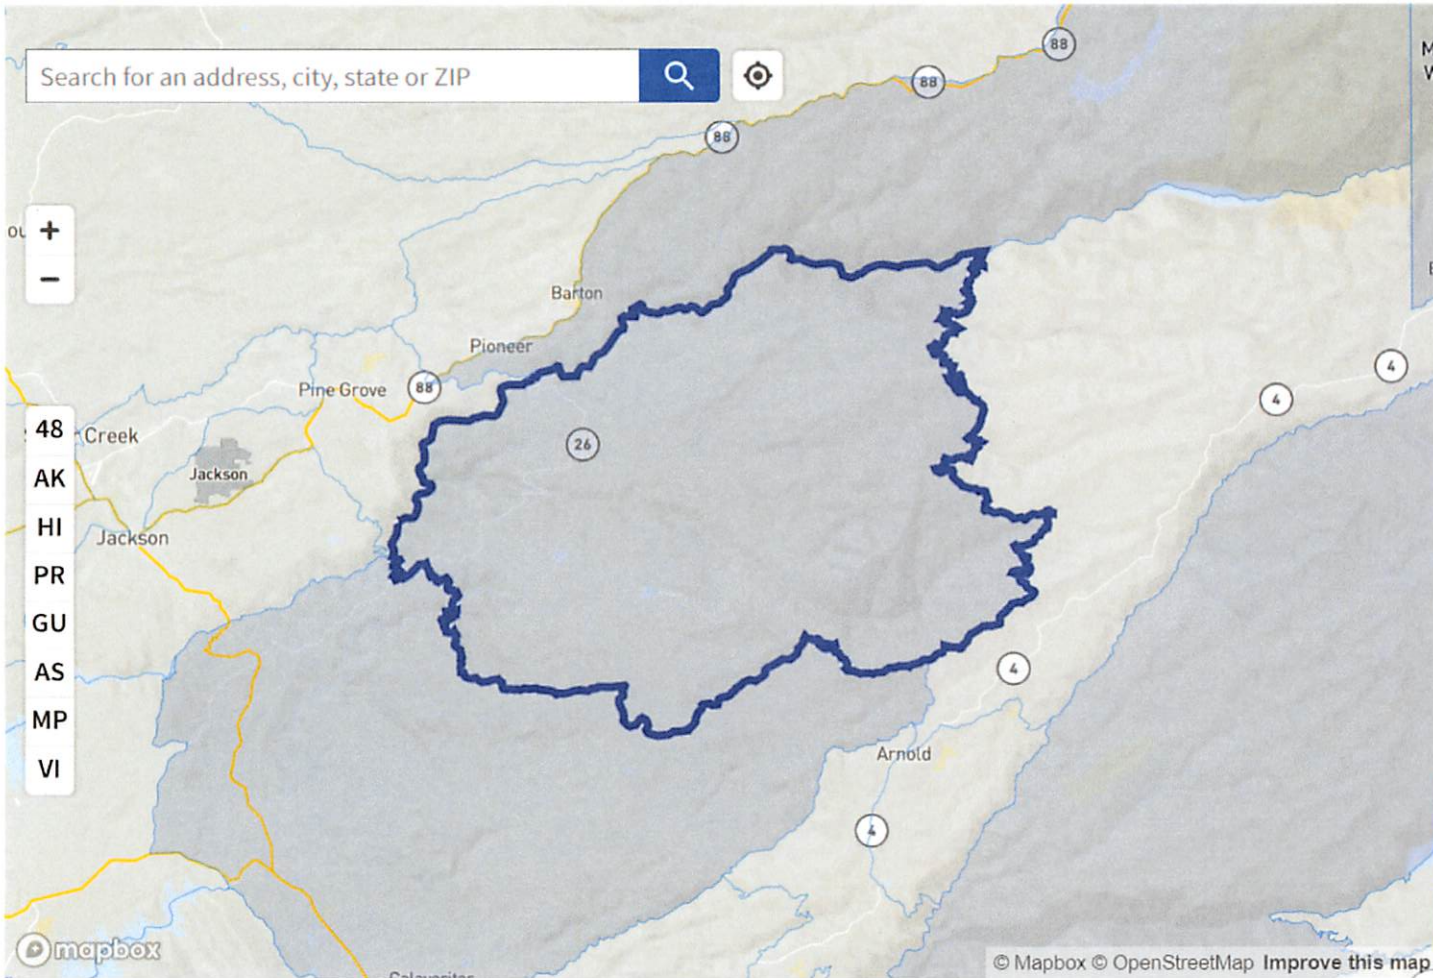 88
M
W
Search for an address, city, state or ZIP
88
88
ou
+
−
Barton
Pioneer
Pine Grove
88
4
4
48
Creek
26
AK
Jackson
HI
Jackson
PR
GU
AS
4
MP
Arnold
VI
4
mapbox
© Mapbox © OpenStreetMap Improve this map